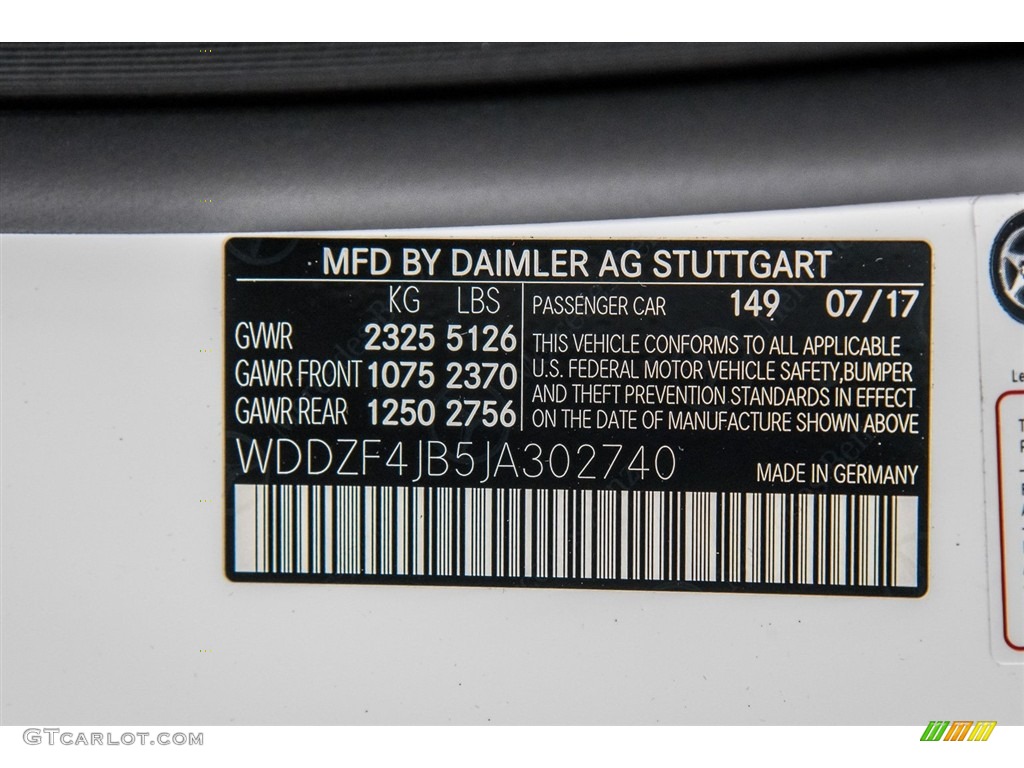 MFD BY DAIMLER AG STUTTGART
KG LBS
GVWR 2325 5126
GAWR FRONT 1075 2370
GAWR REAR 1250 2756
PASSENGER CAR 149 07/17
THIS VEHICLE CONFORMS TO ALL APPLICABLE
U.S. FEDERAL MOTOR VEHICLE SAFETY,BUMPER
AND THEFT PREVENTION STANDARDS IN EFFECT
ON THE DATE OF MANUFACTURE SHOWN ABOVE
WDDZF4JB5JA302740
MADE IN GERMANY
GTCARLOT.COM